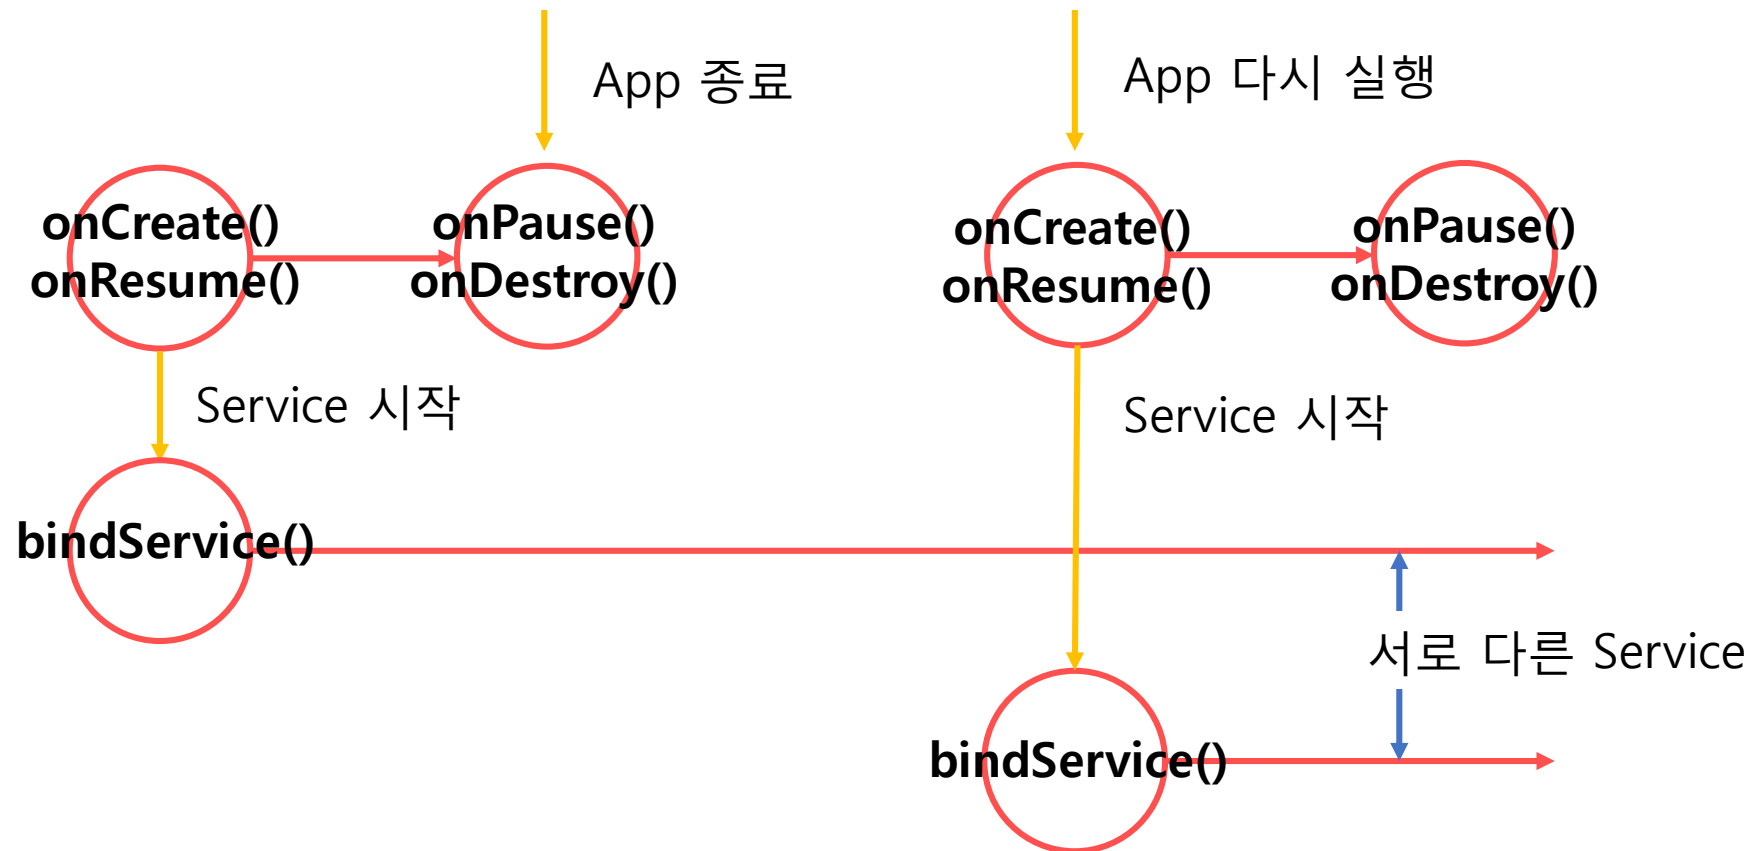 App 종료
App 다시 실행
onCreate()
onResume()
onPause()
onDestroy()
onCreate()
onResume()
onPause()
onDestroy()
Service 시작
Service 시작
bindService()
서로 다른 Service
bindService()